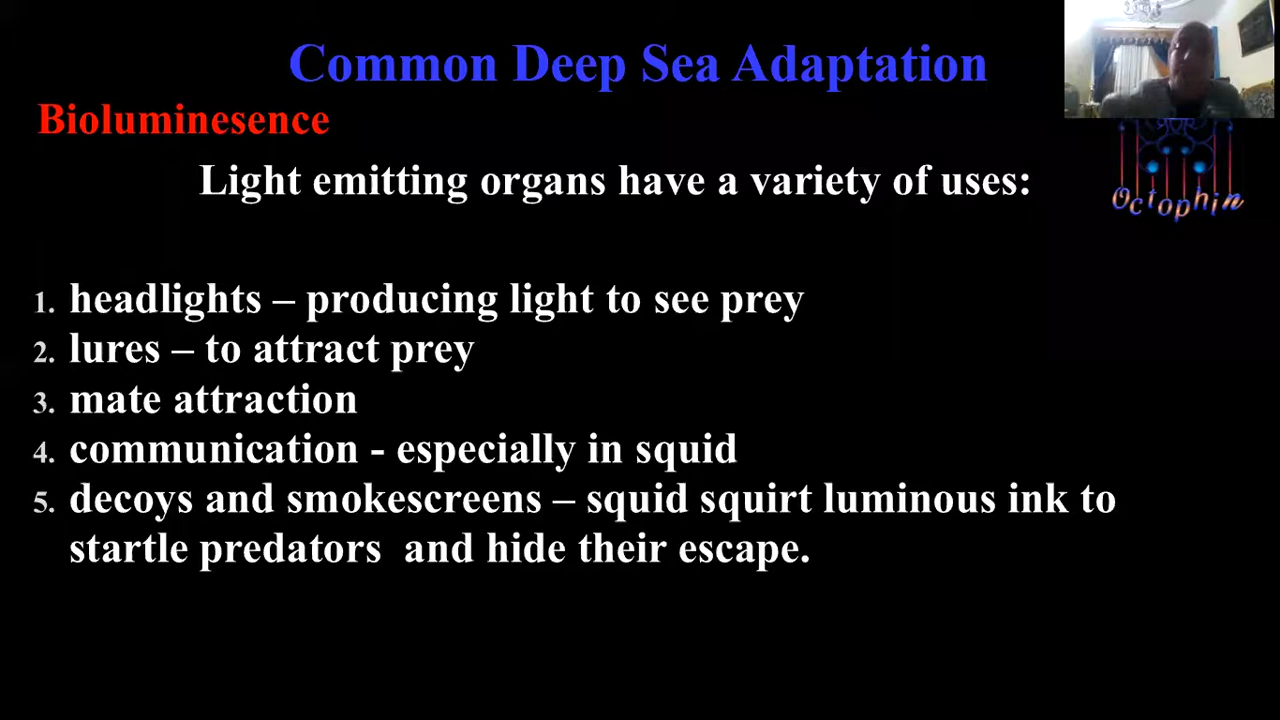 Common Deep Sea Adaptation
Bioluminesence
Light emitting organs have a variety of uses:
Octophin
1. headlights – producing light to see prey
2. lures – to attract prey
3. mate attraction
4. communication - especially in squid
5. decoys and smokescreens – squid squirt luminous ink to
startle predators and hide their escape.